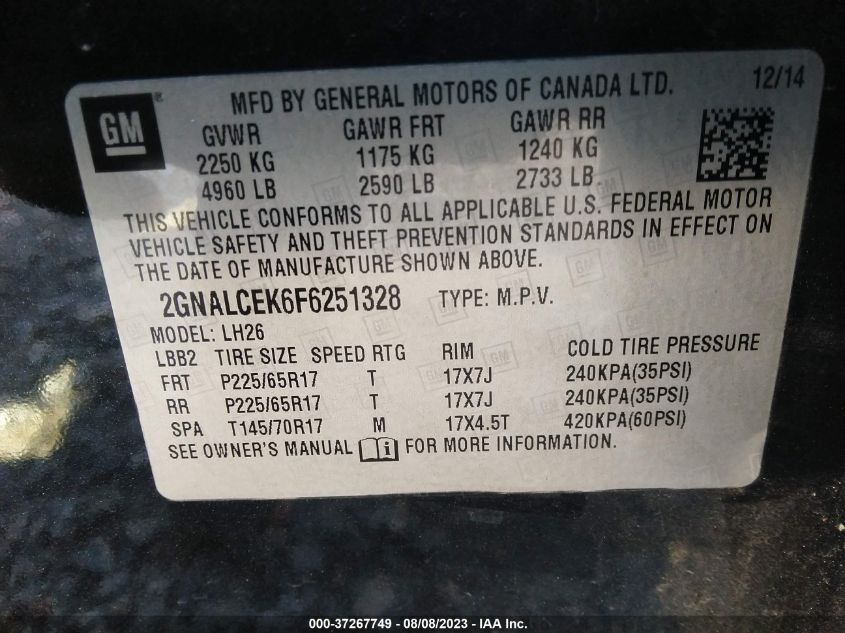 GM
MFD BY GENERAL MOTORS OF CANADA LTD. 12/14
GVWR GAWR FRT GAWR RR
2250 KG 1175 KG 1240 KG
4960 LB 2590 LB 2733 LB
THIS VEHICLE CONFORMS TO ALL APPLICABLE U.S. FEDERAL MOTOR
VEHICLE SAFETY AND THEFT PREVENTION STANDARDS IN EFFECT ON
THE DATE OF MANUFACTURE SHOWN ABOVE.
2GNALCEK6F6251328 TYPE: M.P.V.
MODEL: LH26
LBB2 TIRE SIZE SPEED RTG RIM COLD TIRE PRESSURE
FRT P225/65R17 T 17X7J 240KPA(35PSI)
RR P225/65R17 T 17X7J 240KPA(35PSI)
SPA T145/70R17 M 17X4.5T 420KPA(60PSI)
SEE OWNER'S MANUAL i FOR MORE INFORMATION.
000-37267749 - 08/08/2023 - IAA Inc.